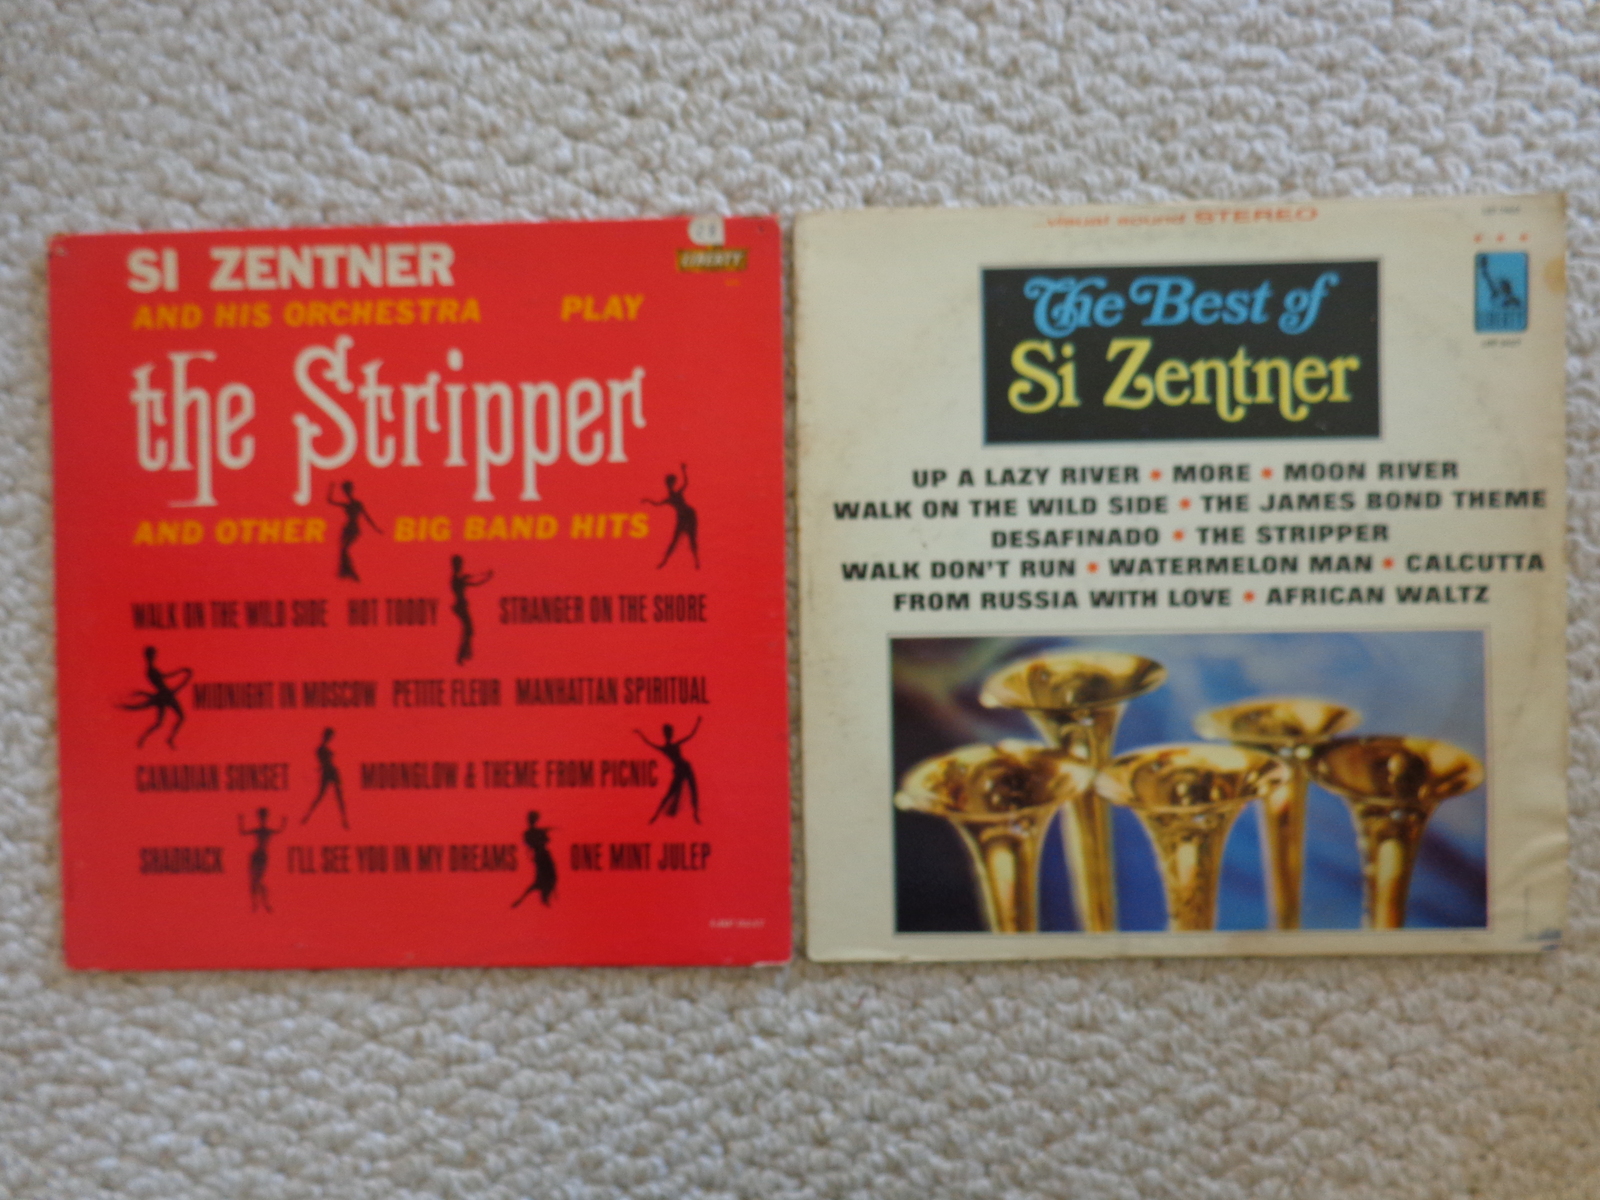 SI ZENTNER
LIBERTY
AND HIS ORCHESTRA PLAY
the Stripper
AND OTHER BIG BAND HITS
WALK ON THE WILD SIDE HOT TODDY STRANGER ON THE SHORE
MIDNIGHT IN MOSCOW PETITE FLEUR MANHATTAN SPIRITUAL
CANADIAN SUNSET MOONGLOW & THEME FROM PICNIC
SHADRACK I'LL SEE YOU IN MY DREAMS ONE MINT JULEP
visual sound STEREO
The Best of
Si Zentner
LIBERTY
UP A LAZY RIVER • MORE • MOON RIVER
WALK ON THE WILD SIDE • THE JAMES BOND THEME
DESAFINADO • THE STRIPPER
WALK DON'T RUN • WATERMELON MAN • CALCUTTA
FROM RUSSIA WITH LOVE • AFRICAN WALTZ